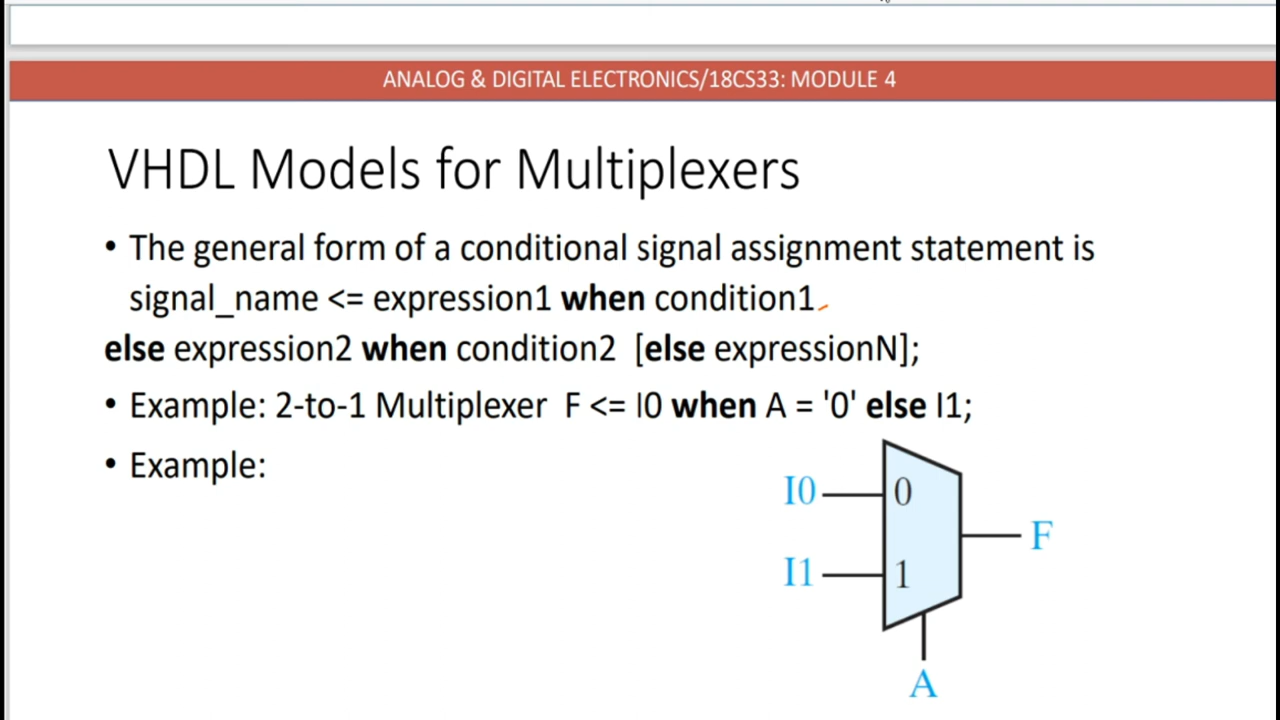 ANALOG & DIGITAL ELECTRONICS/18CS33: MODULE 4
VHDL Models for Multiplexers
• The general form of a conditional signal assignment statement is
signal_name <= expression1 when condition1
else expression2 when condition2 [else expressionN];
• Example: 2-to-1 Multiplexer F <= I0 when A = '0' else I1;
• Example:
I0
0
F
I1
1
A